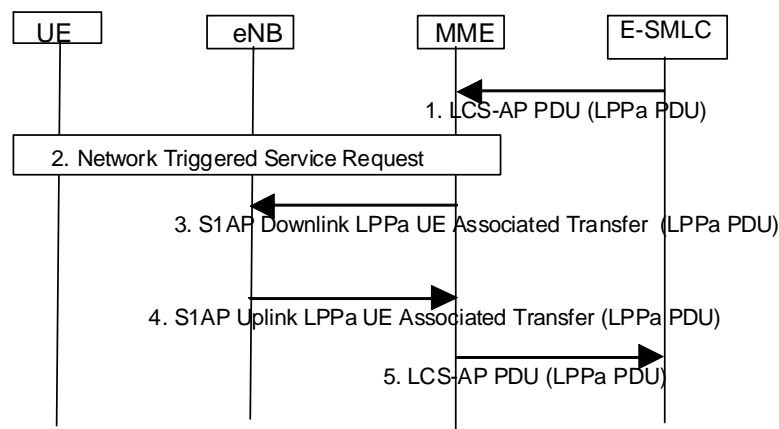 UE
eNB
MME
E-SMLC
1. LCS-AP PDU (LPPa PDU)
2. Network Triggered Service Request
3. S1AP Downlink LPPa UE Associated Transfer (LPPa PDU)
4. S1AP Uplink LPPa UE Associated Transfer (LPPa PDU)
5. LCS-AP PDU (LPPa PDU)